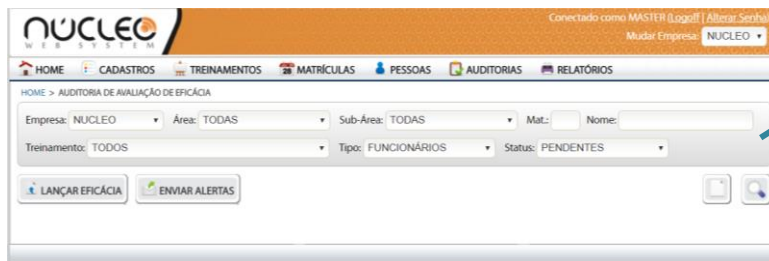 NÚCLEO
WEB SYSTEM
Conectado como MASTER (Logoff | Alterar Senha)
Mudar Empresa: NUCLEO
HOME CADASTROS TREINAMENTOS MATRÍCULAS PESSOAS AUDITORIAS RELATÓRIOS
HOME > AUDITORIA DE AVALIAÇÃO DE EFICÁCIA
Empresa: NUCLEO Área: TODAS Sub-Área: TODAS Mat.: Nome:
Treinamento: TODOS Tipo: FUNCIONÁRIOS Status: PENDENTES
LANÇAR EFICÁCIA ENVIAR ALERTAS